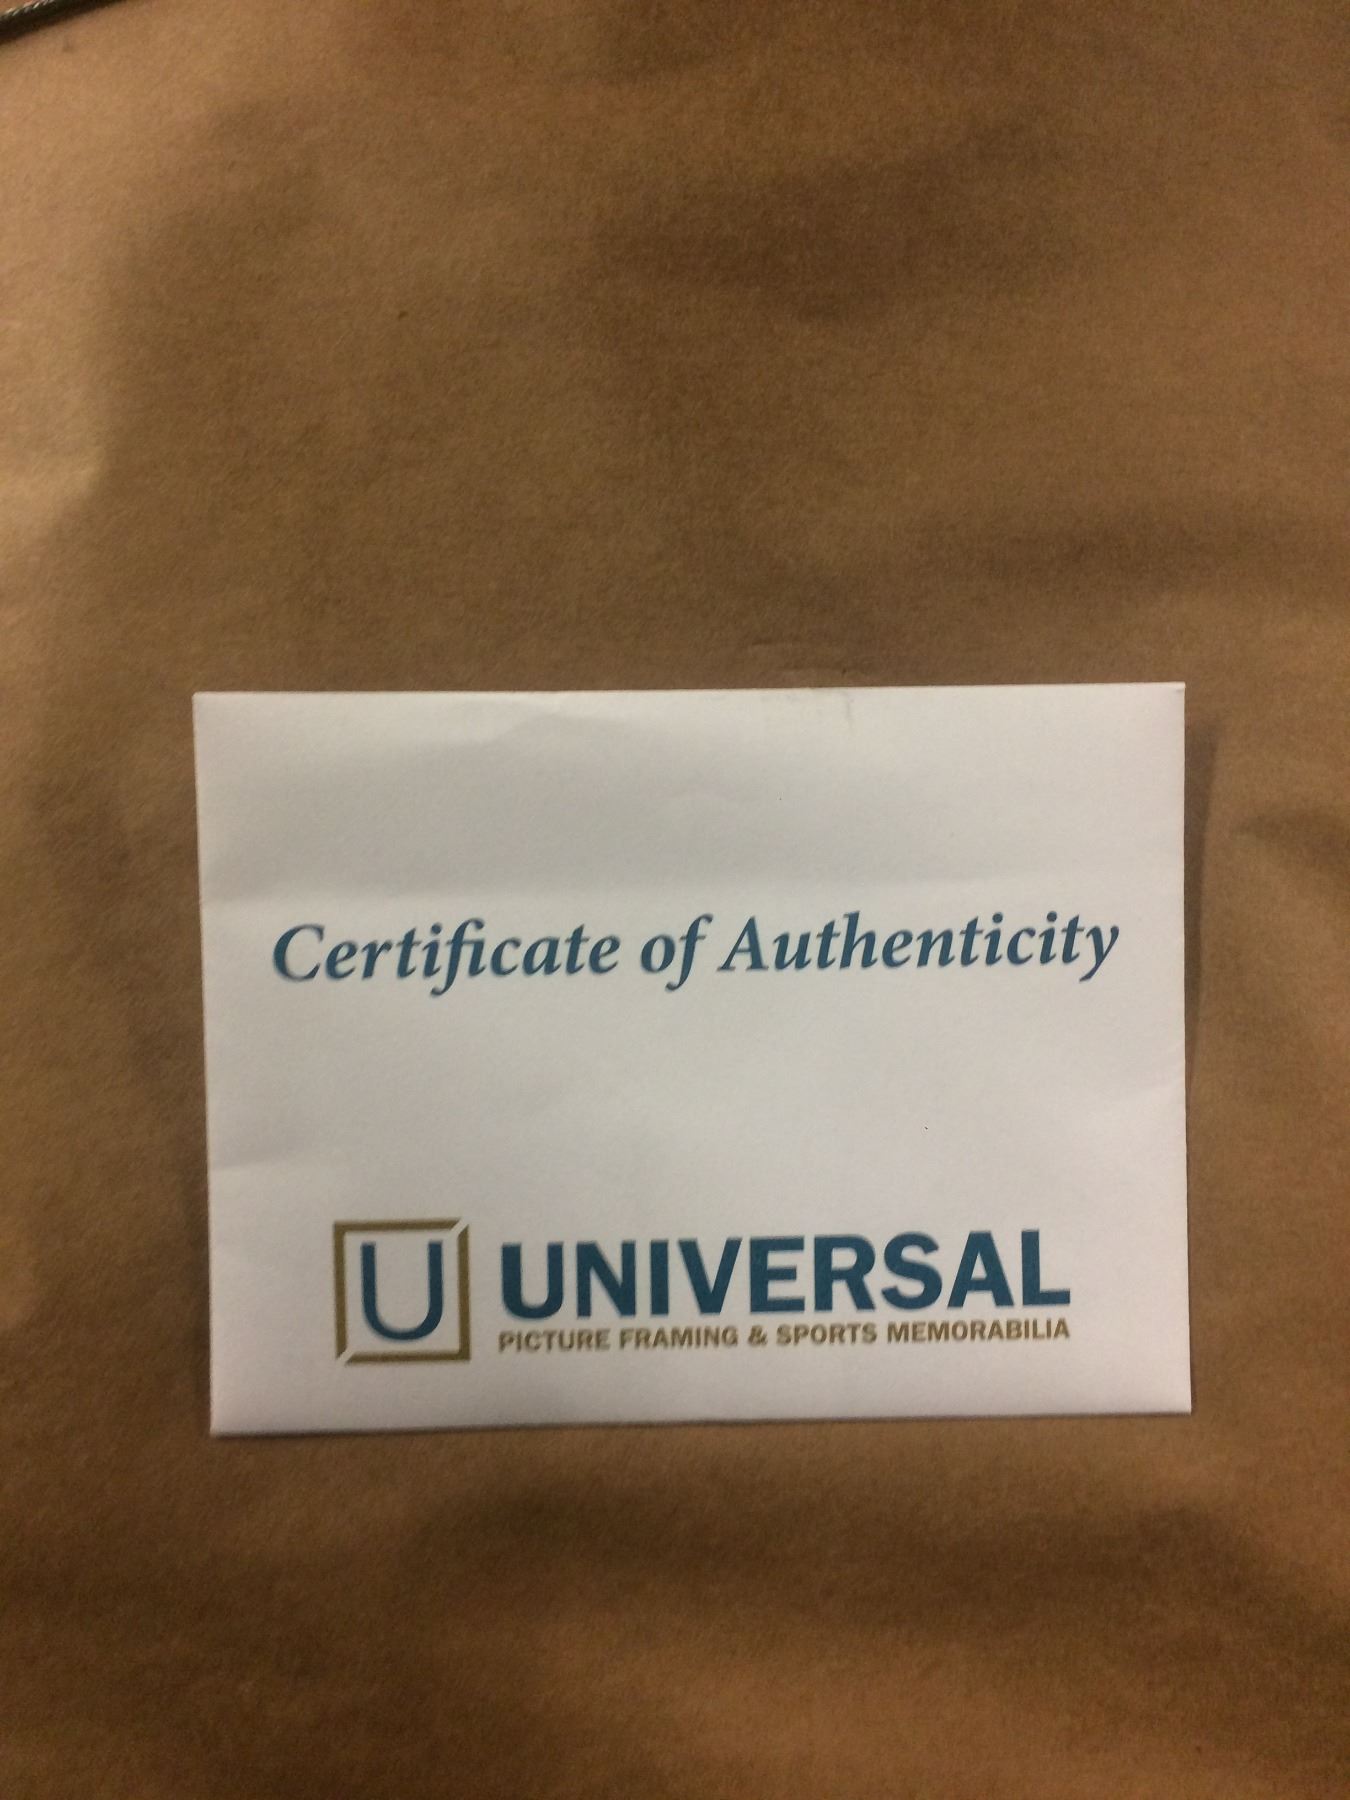 Certificate of Authenticity
U UNIVERSAL
PICTURE FRAMING & SPORTS MEMORABILIA